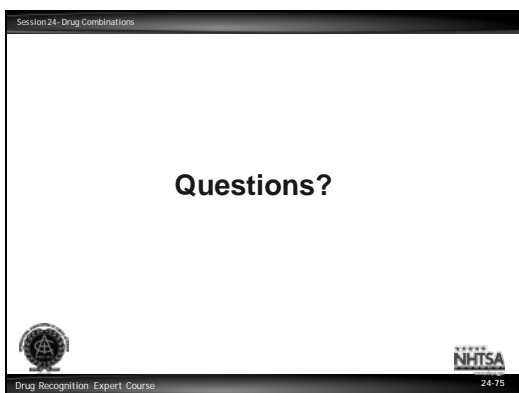 Session 24- Drug Combinations
Questions?
NHTSA
Drug Recognition Expert Course
24-75